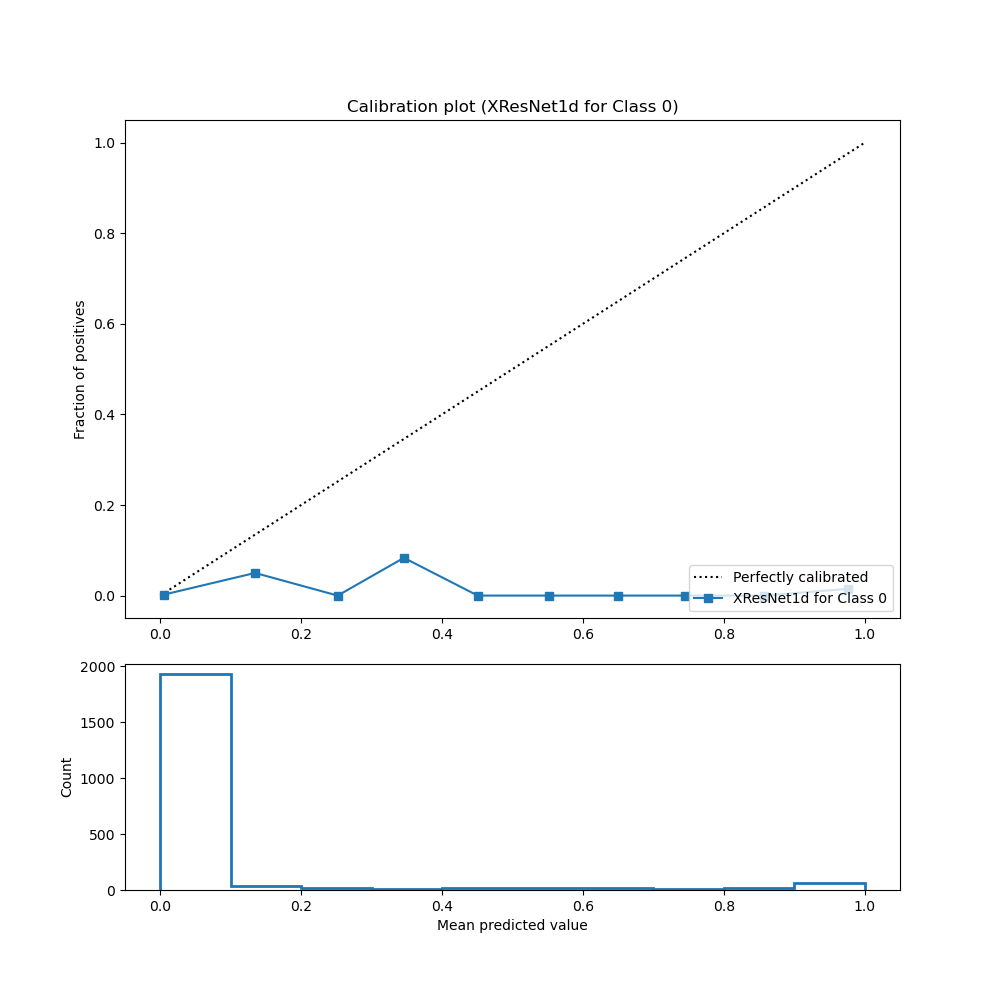 Calibration plot (XResNet1d for Class 0)
1.0
0.8
0.6
0.4
0.2
0.0
Fraction of positives
Perfectly calibrated
XResNet1d for Class 0
0.0 0.2 0.4 0.6 0.8 1.0
2000
1500
1000
500
0
Count
0.0 0.2 0.4 0.6 0.8 1.0
Mean predicted value